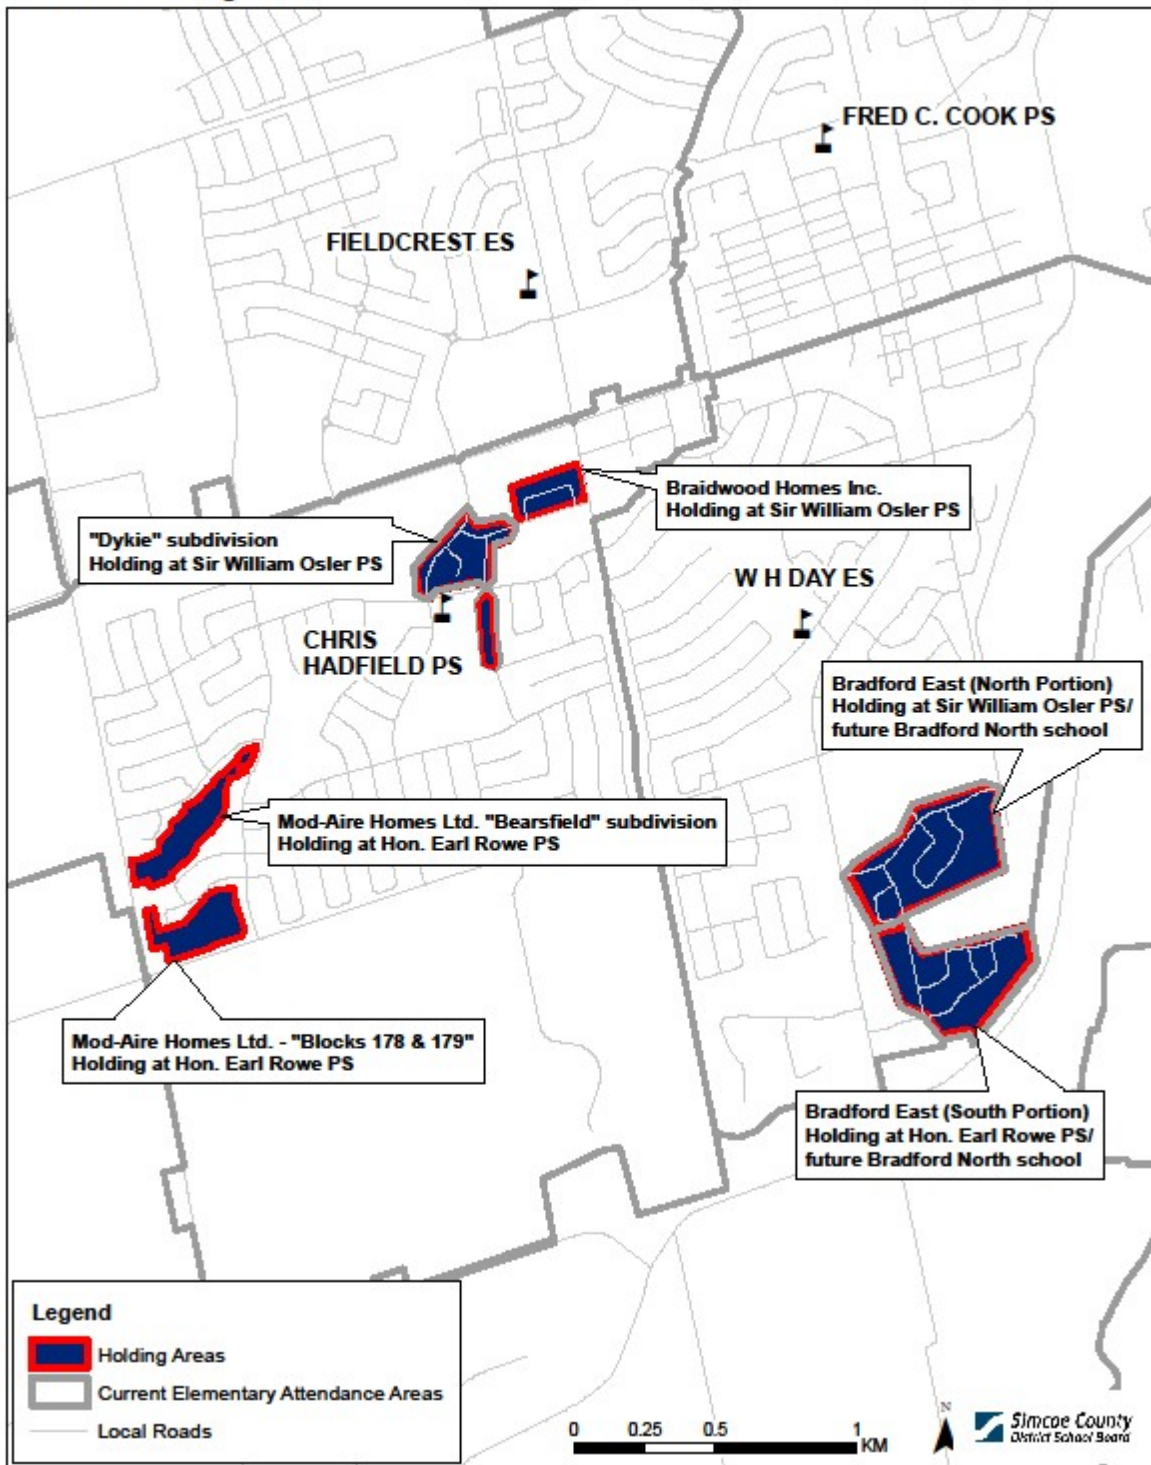 FRED C. COOK PS
FIELDCREST ES
Braidwood Homes Inc.
Holding at Sir William Osler PS
"Dykie" subdivision
Holding at Sir William Osler PS
W H DAY ES
CHRIS
HADFIELD PS
Bradford East (North Portion)
Holding at Sir William Osler PS/
future Bradford North school
Mod-Aire Homes Ltd. "Bearsfield" subdivision
Holding at Hon. Earl Rowe PS
Mod-Aire Homes Ltd. - "Blocks 178 & 179"
Holding at Hon. Earl Rowe PS
Bradford East (South Portion)
Holding at Hon. Earl Rowe PS/
future Bradford North school
Legend
Holding Areas
Current Elementary Attendance Areas
Local Roads
0 0.25 0.5 1
KM
N
Simcoe County
District School Board